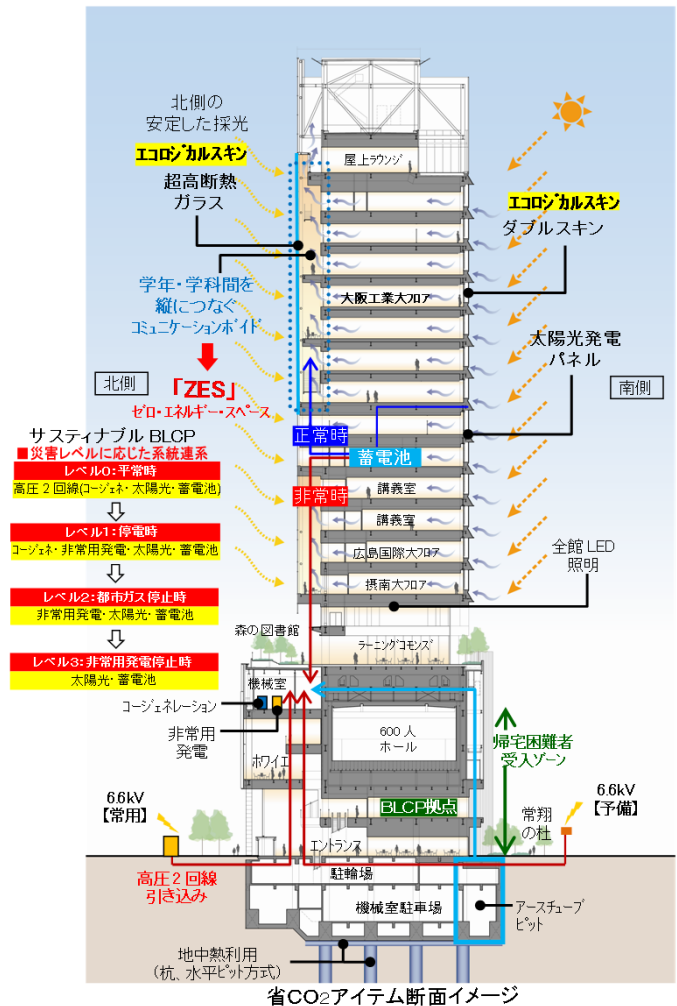 北側の
安定した採光
エコロジカルスキン
超高断熱
ガラス
学年・学科間を
縦につなぐ
コミュニケーションボイド
北側
「ZES」
ゼロ・エネルギー・スペース
サスティナブル BLCP
■災害レベルに応じた系統連系
レベル0:平常時
高圧2回線(コージェネ・太陽光・蓄電池)
レベル1:停電時
コージェネ・非常用発電・太陽光・蓄電池
レベル2:都市ガス停止時
非常用発電・太陽光・蓄電池
レベル3:非常用発電停止時
太陽光・蓄電池
屋上ラウンジ
大阪工業大フロア
正常時
蓄電池
非常時
講義室
講義室
広島国際大フロア
摂南大フロア
エコロジカルスキン
ダブルスキン
太陽光発電
パネル
南側
全館 LED
照明
森の図書館
ラーニングコモンズ
機械室
コージェネレーション
非常用
発電
ホワイエ
600人
ホール
帰宅困難者
受入ゾーン
BLCP拠点
6.6kV
【常用】
6.6kV
【予備】
常翔
の杜
エントランス
高圧2回線
引き込み
駐輪場
機械室駐車場
アースチューブ
ピット
地中熱利用
(杭、水平ピット方式)
省CO₂アイテム断面イメージ